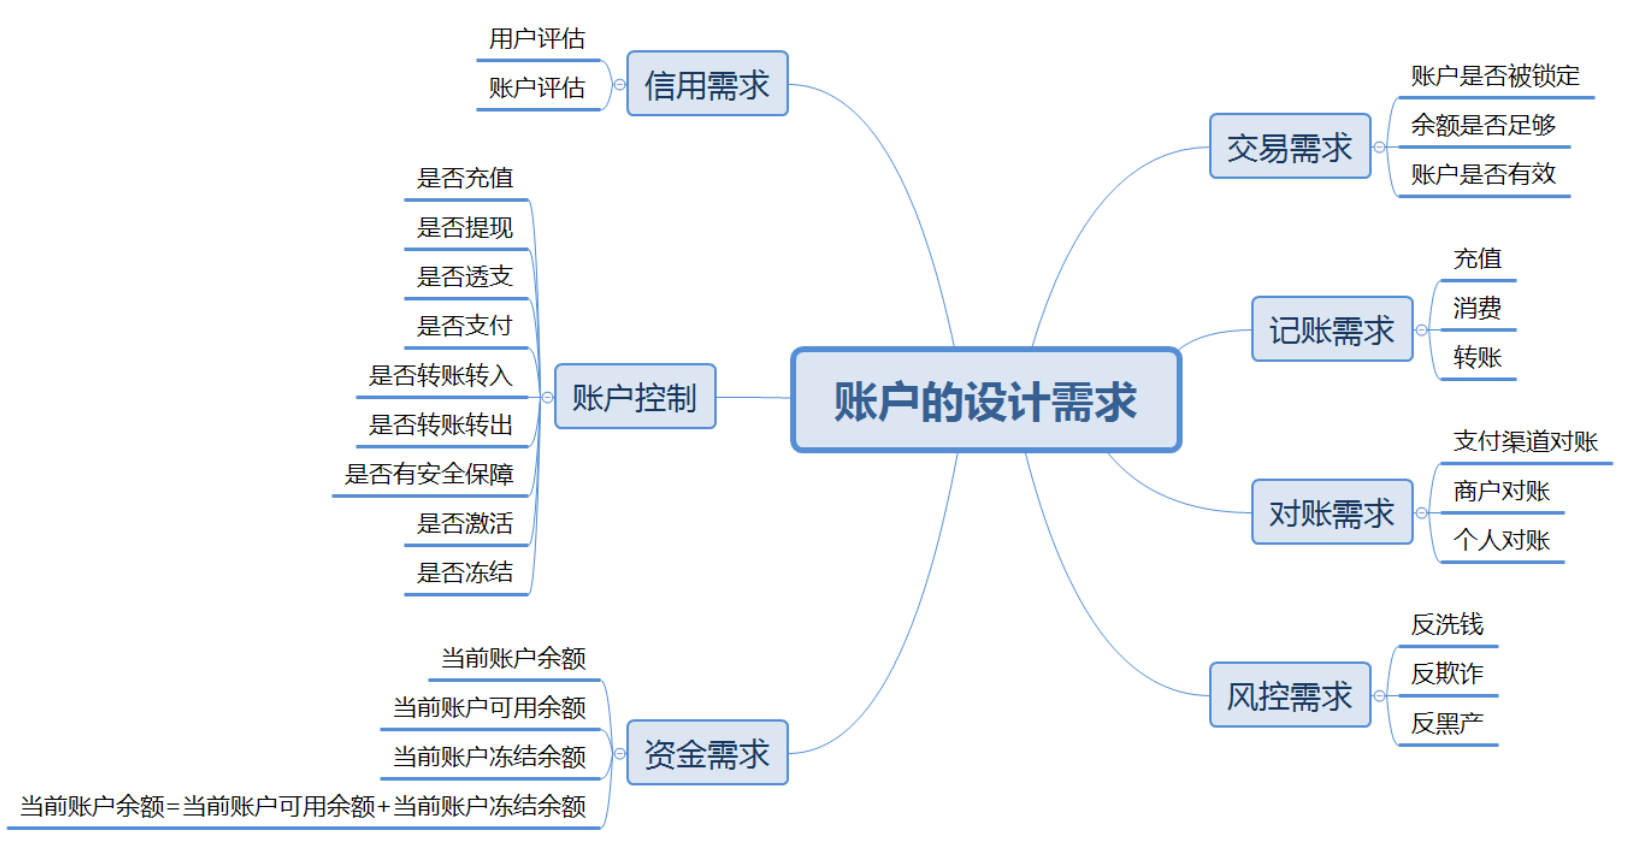 账户的设计需求
交易需求
账户是否被锁定
余额是否足够
账户是否有效
记账需求
充值
消费
转账
对账需求
支付渠道对账
商户对账
个人对账
风控需求
反洗钱
反欺诈
反黑产
信用需求
用户评估
账户评估
账户控制
是否充值
是否提现
是否透支
是否支付
是否转账转入
是否转账转出
是否有安全保障
是否激活
是否冻结
资金需求
当前账户余额
当前账户可用余额
当前账户冻结余额
当前账户余额=当前账户可用余额+当前账户冻结余额